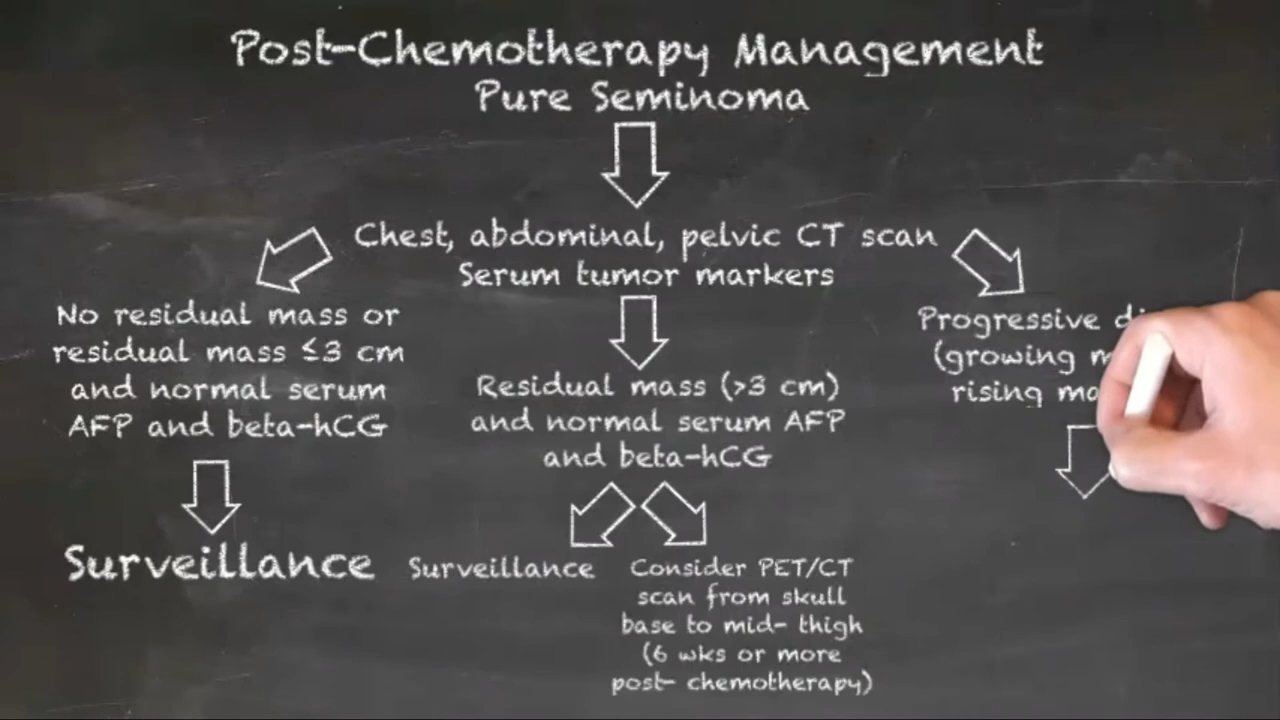 Post-Chemotherapy Management
Pure Seminoma
Chest, abdominal, pelvic CT scan
Serum tumor markers
No residual mass or
residual mass ≤3 cm
and normal serum
AFP and beta-hCG
Surveillance
Residual mass (>3 cm)
and normal serum AFP
and beta-hCG
Surveillance
Consider PET/CT
scan from skull
base to mid- thigh
(6 wks or more
post- chemotherapy)
Progressive
(growing
rising